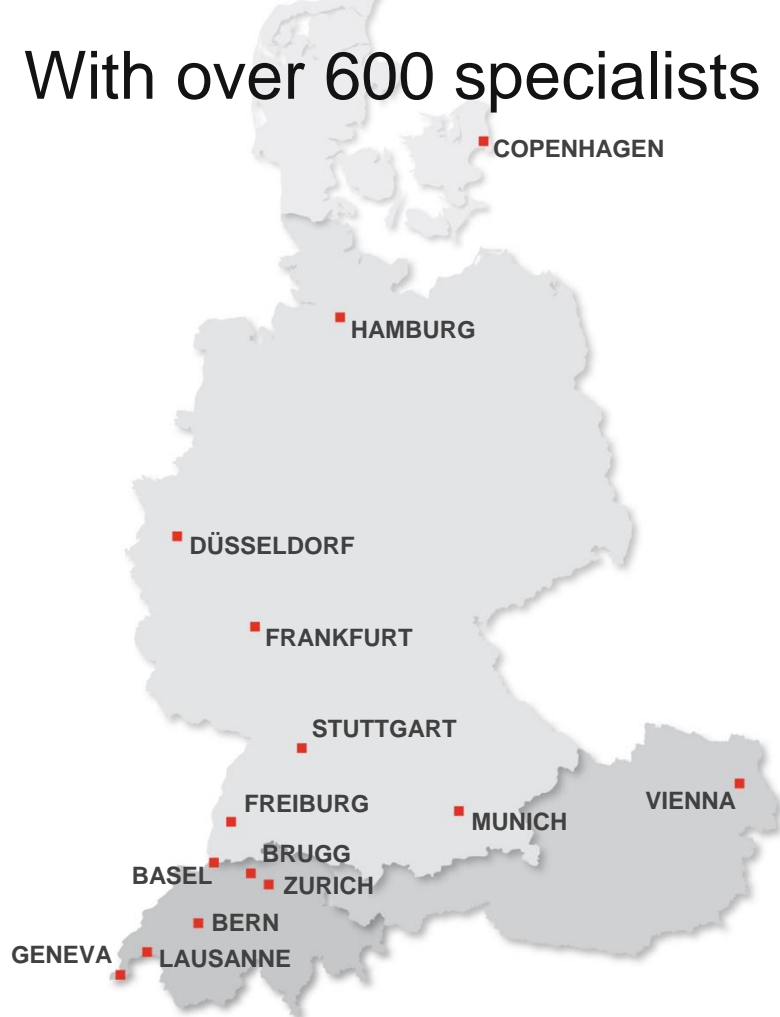 With over 600 specialists
COPENHAGEN
HAMBURG
DÜSSELDORF
FRANKFURT
STUTTGART
FREIBURG
VIENNA
MUNICH
BRUGG
BASEL
ZURICH
BERN
GENEVA
LAUSANNE